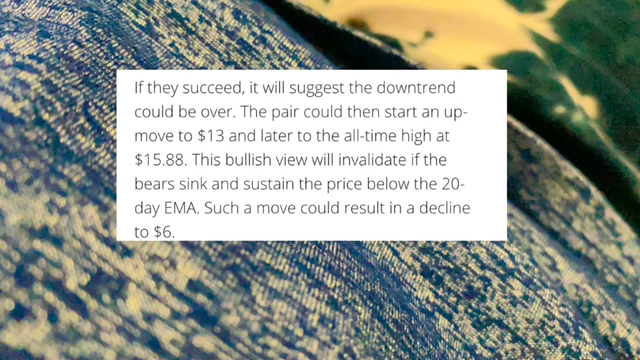 If they succeed, it will suggest the downtrend
could be over. The pair could then start an up-
move to $13 and later to the all-time high at
$15.88. This bullish view will invalidate if the
bears sink and sustain the price below the 20-
day EMA. Such a move could result in a decline
to $6.